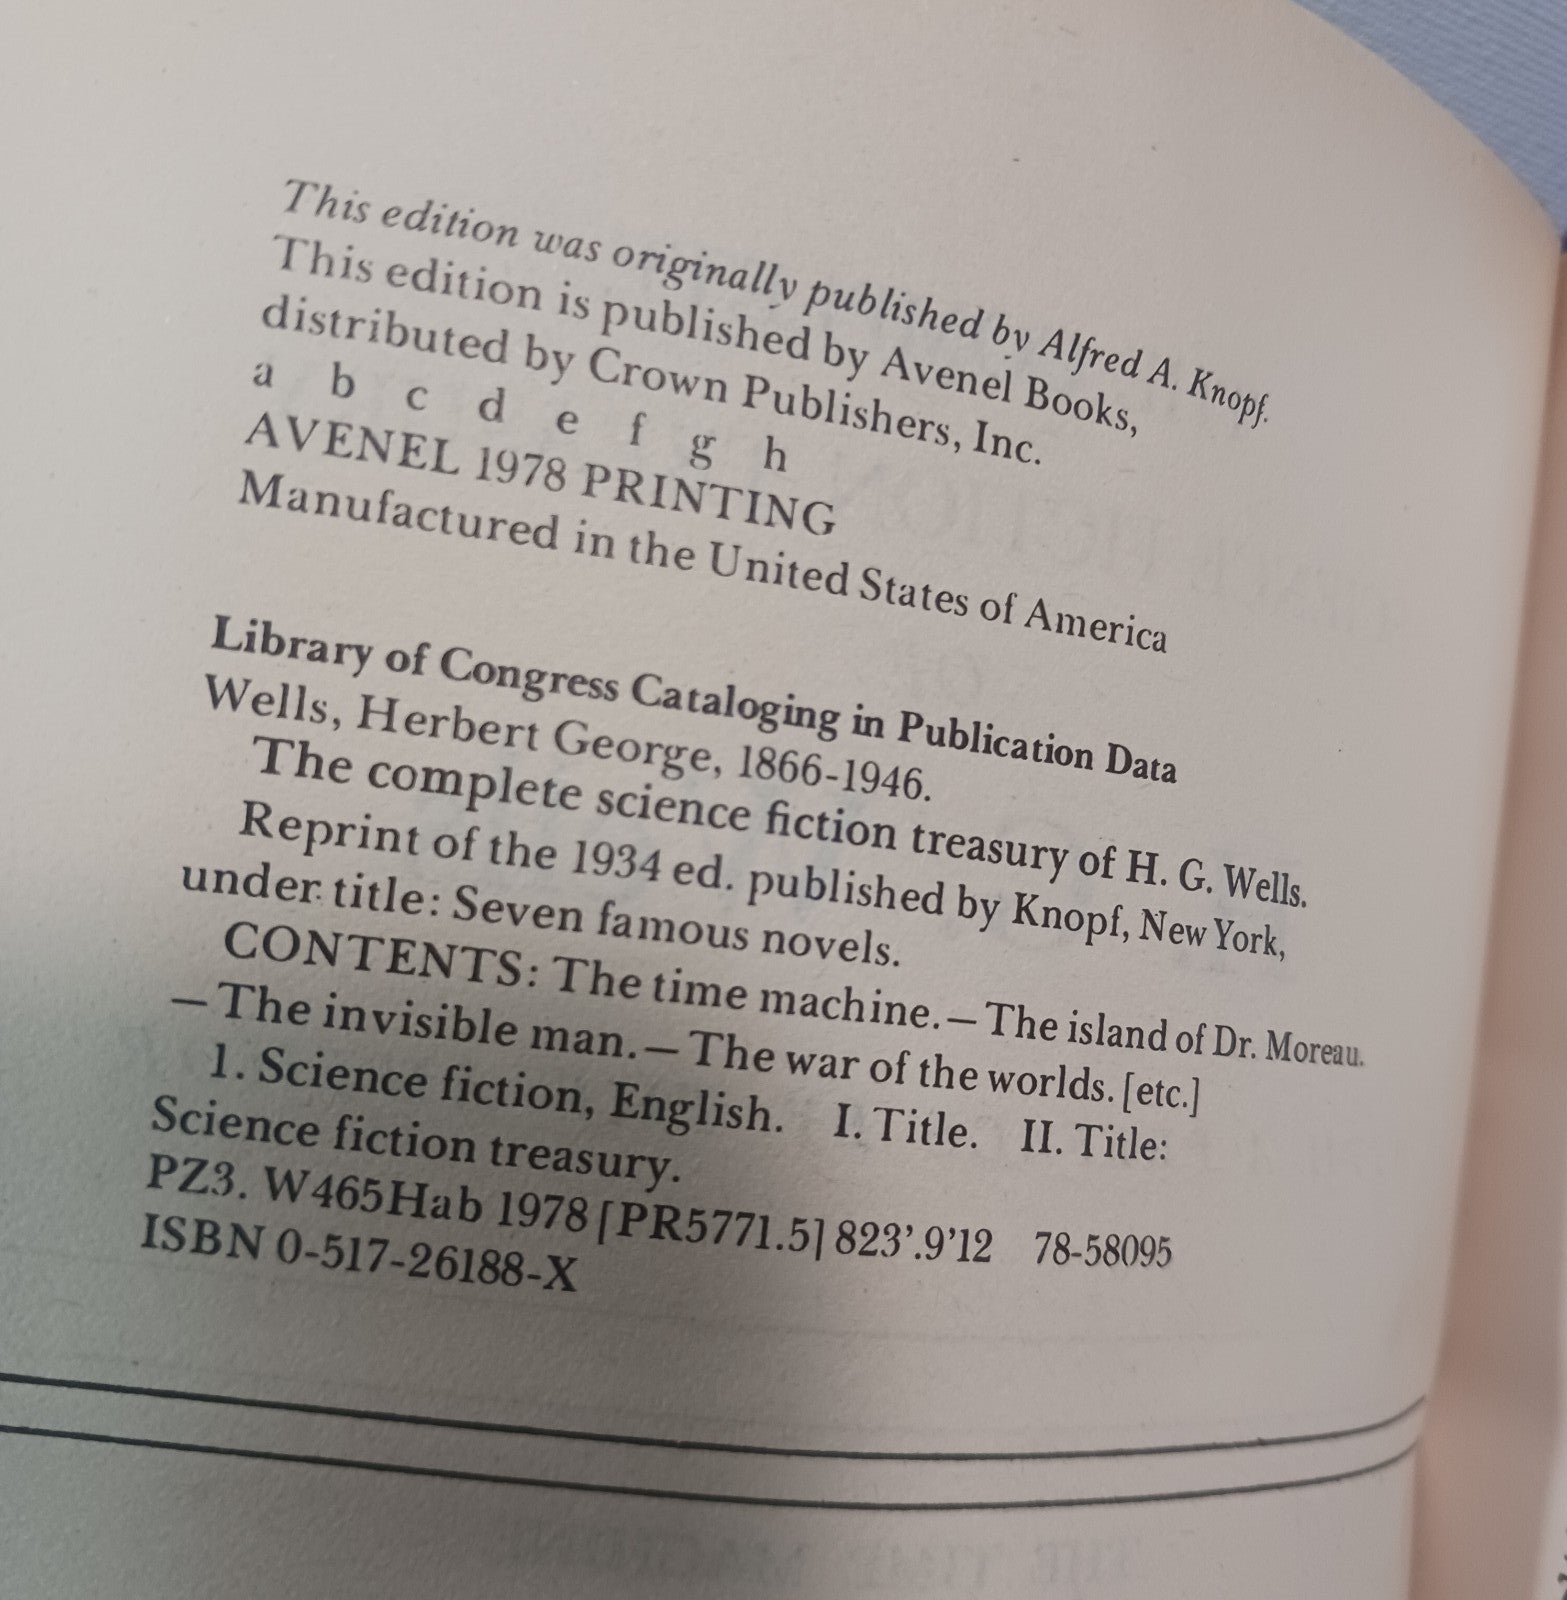 This edition was originally published by Alfred A. Knopf.
This edition is published by Avenel Books,
distributed by Crown Publishers, Inc.
a b c d e f g h
AVENEL 1978 PRINTING
Manufactured in the United States of America
Library of Congress Cataloging in Publication Data
Wells, Herbert George, 1866-1946.
The complete science fiction treasury of H. G. Wells.
Reprint of the 1934 ed. published by Knopf, New York,
under title: Seven famous novels.
CONTENTS: The time machine.—The island of Dr. Moreau.
—The invisible man.—The war of the worlds. [etc.]
1. Science fiction, English. I. Title. II. Title:
Science fiction treasury.
PZ3. W465Hab 1978 [PR5771.5] 823'.9'12 78-58095
ISBN 0-517-26188-X